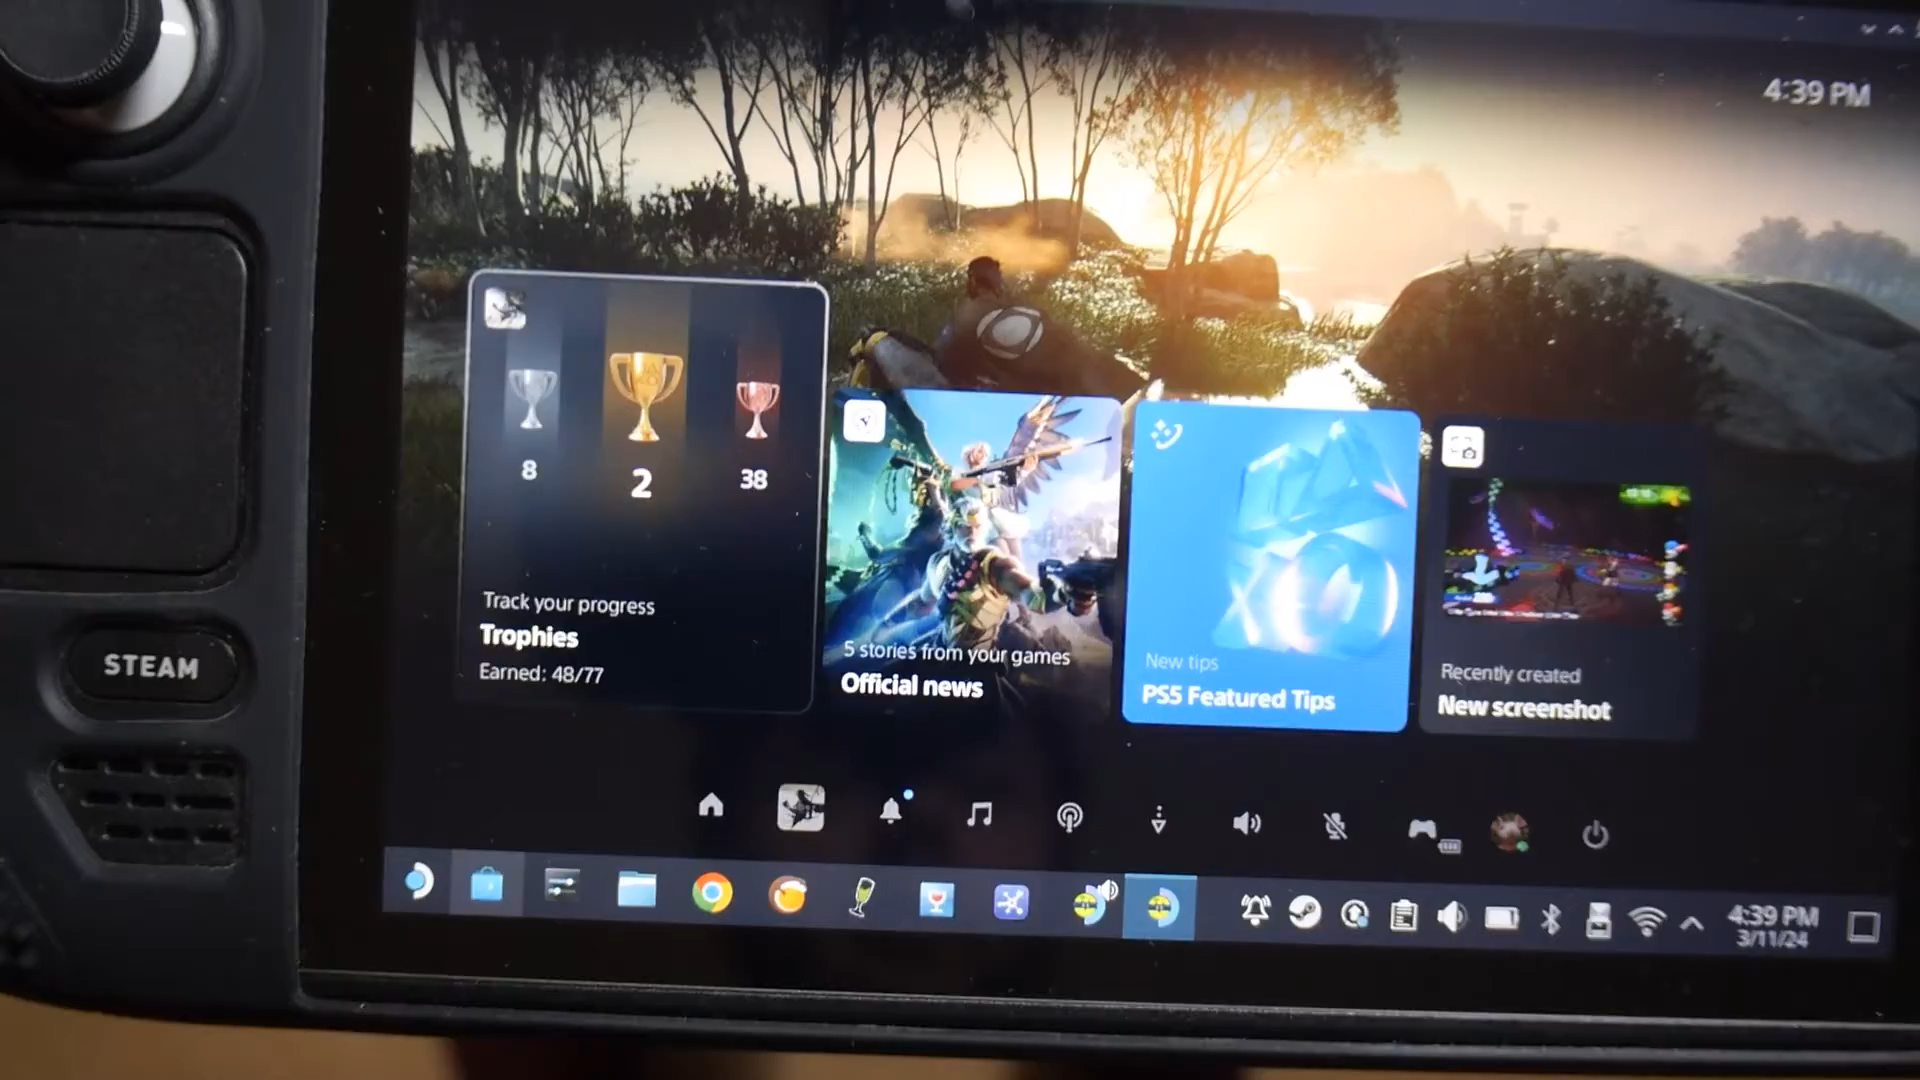 4:39 PM
8
2
38
Track your progress
Trophies
Earned: 48/77
5 stories from your games
Official news
New tips
PS5 Featured Tips
Recently created
New screenshot
STEAM
4:39 PM
3/11/24